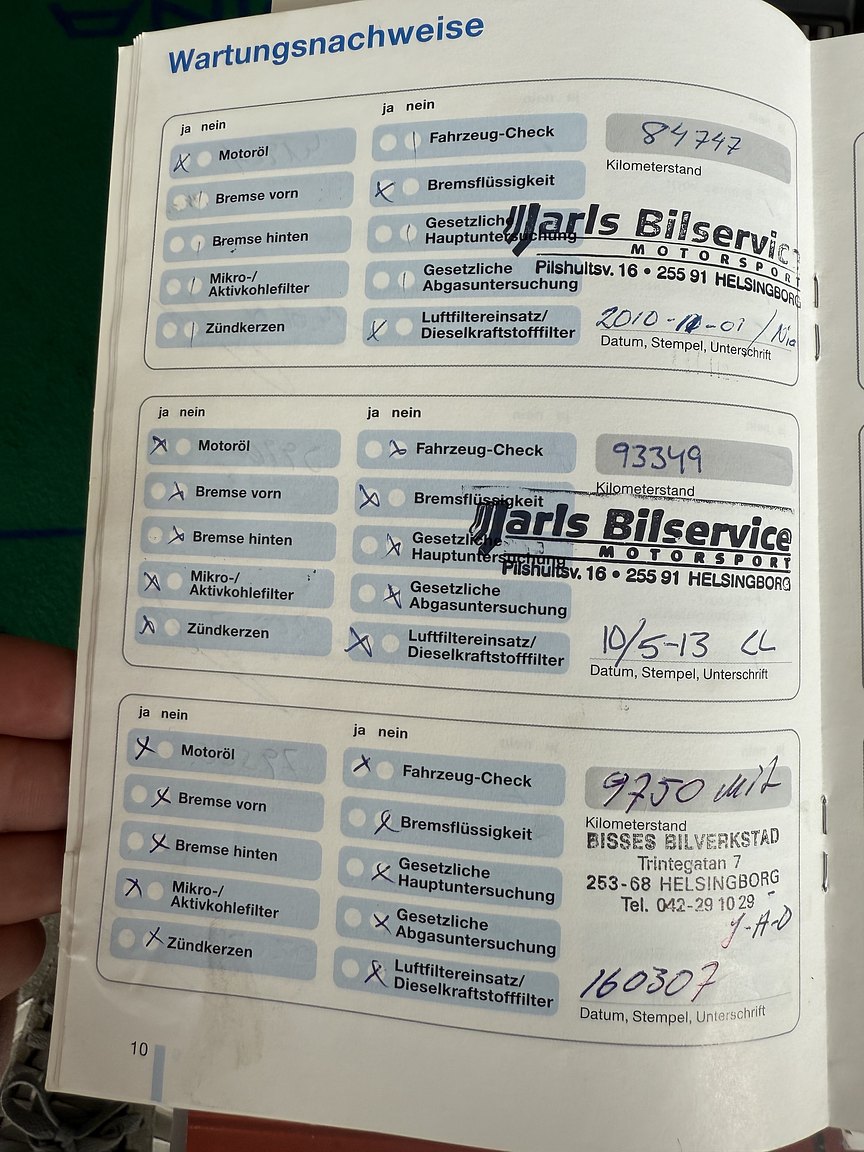 Wartungsnachweise
ja nein
ja nein
Motoröl
Bremse vorn
Bremse hinten
Mikro-/
Aktivkohlefilter
Zündkerzen
Fahrzeug-Check
Bremsflüssigkeit
Gesetzliche
Hauptuntersuchung
Gesetzliche
Abgasuntersuchung
Luftfiltereinsatz/
Dieselkraftstofffilter
84747
Kilometerstand
Jarls Bilservice
MOTORSPORT
Pilshultsv. 16 • 255 91 HELSINGBORG
Datum, Stempel, Unterschrift
ja nein
ja nein
Motoröl
Bremse vorn
Bremse hinten
Mikro-/
Aktivkohlefilter
Zündkerzen
Fahrzeug-Check
Bremsflüssigkeit
Gesetzliche
Hauptuntersuchung
Gesetzliche
Abgasuntersuchung
Luftfiltereinsatz/
Dieselkraftstofffilter
93349
Kilometerstand
Jarls Bilservice
MOTORSPORT
Pilshultsv. 16 • 255 91 HELSINGBORG
10/5-13 CL
Datum, Stempel, Unterschrift
ja nein
ja nein
Motoröl
Bremse vorn
Bremse hinten
Mikro-/
Aktivkohlefilter
Zündkerzen
Fahrzeug-Check
Bremsflüssigkeit
Gesetzliche
Hauptuntersuchung
Gesetzliche
Abgasuntersuchung
Luftfiltereinsatz/
Dieselkraftstofffilter
9750 mil
Kilometerstand
BISSES BILVERKSTAD
Trintegatan 7
253-68 HELSINGBORG
Tel. 042-29 10 29
J-A-D
160307
Datum, Stempel, Unterschrift
10